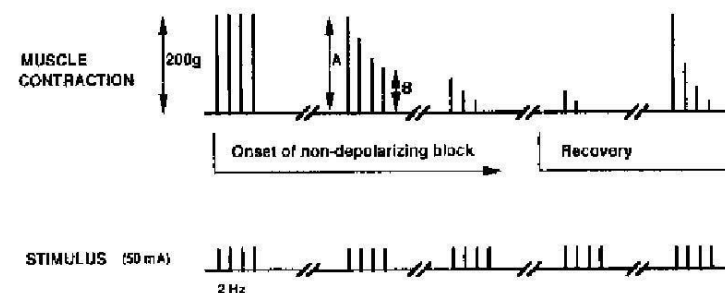 MUSCLE
CONTRACTION
200g
A
B
Onset of non-depolarizing block
Recovery
STIMULUS (50 mA)
2 Hz